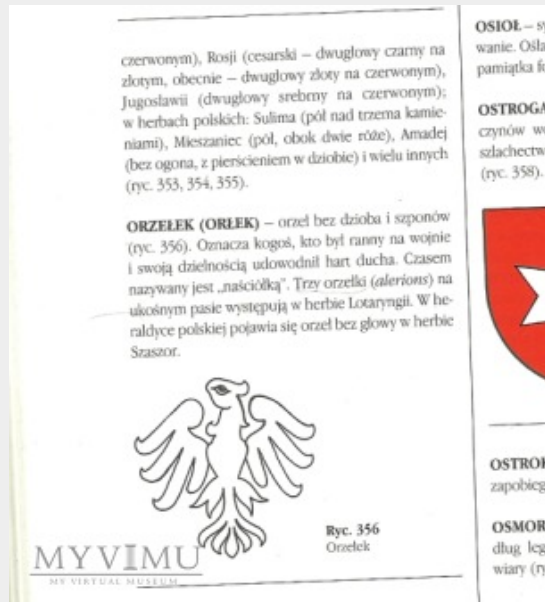 czerwonym), Rosji (cesarski – dwugłowy czarny na
złotym, obecnie – dwugłowy złoty na czerwonym),
Jugosławii (dwugłowy srebrny na czerwonym);
w herbach polskich: Sulima (pół nad trzema kamie-
niami), Mieszaniec (pół, obok dwie róże), Amadej
(bez ogona, z pierścieniem w dziobie) i wielu innych
(ryc. 353, 354, 355).
ORZEŁEK (ORŁEK) – orzeł bez dzioba i szponów
(ryc. 356). Oznacza kogoś, kto był ranny na wojnie
i swoją dzielnością udowodnił hart ducha. Czasem
nazywany jest „naściółką”. Trzy orzełki (alerions) na
ukośnym pasie występują w herbie Lotaryngii. W he-
raldyce polskiej pojawia się orzeł bez głowy w herbie
Szaszor.
Ryc. 356
Orzełek
MYVIMU
MY VIRTUAL MUSEUM
OSIOŁ – sy
wanie. Ośla
pamiątka fo
OSTROGA
czynów wo
szlachectw
(ryc. 358).
OSTROK
zapobieg
OSMOR
dług leg
wiary (ry